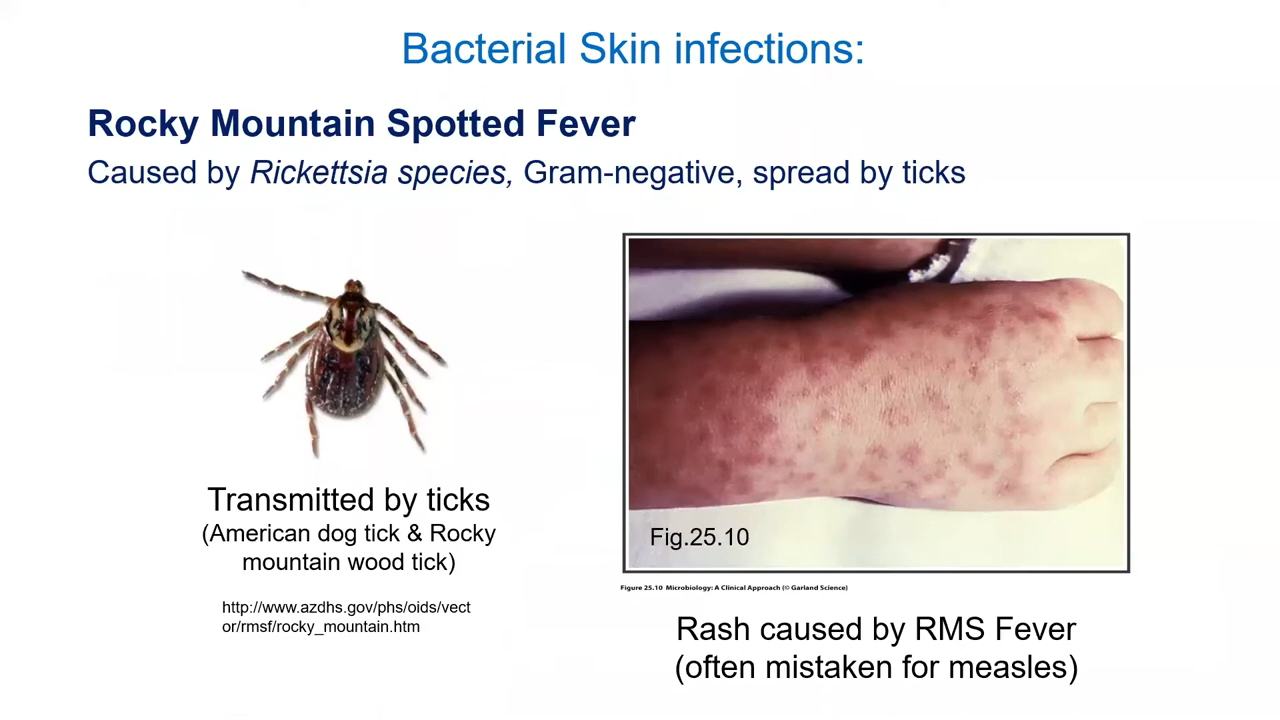 Bacterial Skin infections:
Rocky Mountain Spotted Fever
Caused by Rickettsia species, Gram-negative, spread by ticks
Transmitted by ticks
(American dog tick & Rocky
mountain wood tick)
http://www.azdhs.gov/phs/oids/vect
or/rmsf/rocky_mountain.htm
Fig.25.10
Figure 25.10 Microbiology: A Clinical Approach (© Garland Science)
Rash caused by RMS Fever
(often mistaken for measles)